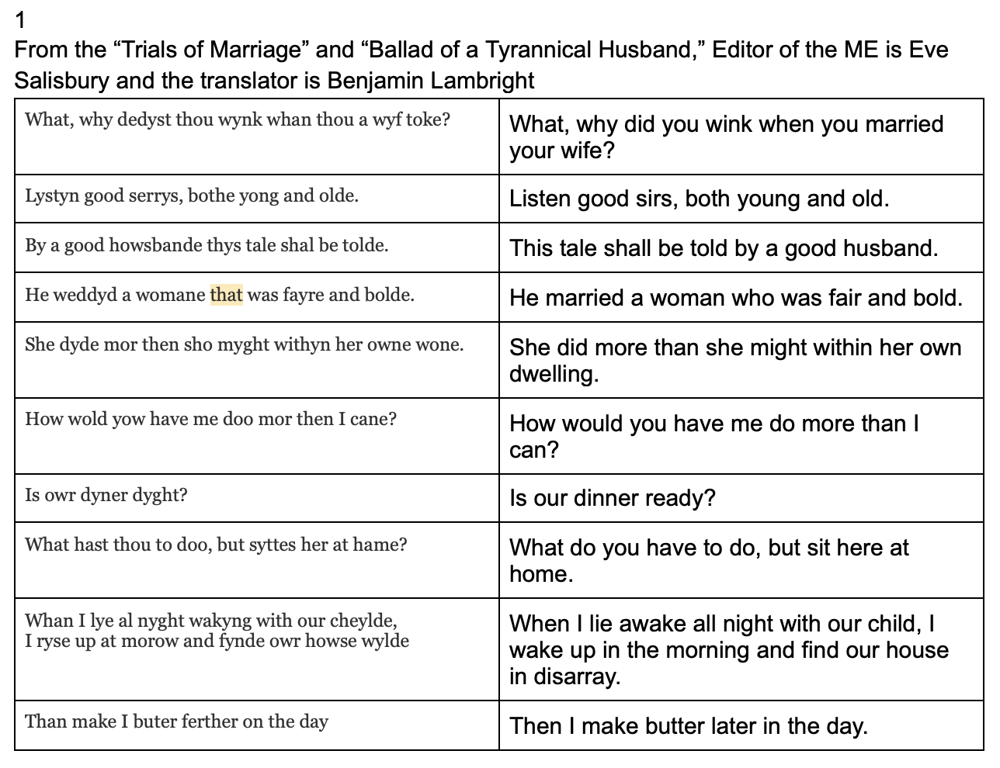 1
From the “Trials of Marriage” and “Ballad of a Tyrannical Husband,” Editor of the ME is Eve
Salisbury and the translator is Benjamin Lambright
What, why dedyst thou wynk whan thou a wyf toke?
What, why did you wink when you married
your wife?
Lystyn good serrys, bothe yong and olde.
Listen good sirs, both young and old.
By a good howsbande thys tale shal be tolde.
This tale shall be told by a good husband.
He weddyd a womane that was fayre and bolde.
He married a woman who was fair and bold.
She dyde mor then sho myght withyn her owne wone.
She did more than she might within her own
dwelling.
How wold yow have me doo mor then I cane?
How would you have me do more than I
can?
Is owr dyner dyght?
Is our dinner ready?
What hast thou to doo, but syttes her at hame?
What do you have to do, but sit here at
home.
Whan I lye al nyght wakyng with our cheylde,
I ryse up at morow and fynde owr howse wylde
When I lie awake all night with our child, I
wake up in the morning and find our house
in disarray.
Than make I buter ferther on the day
Then I make butter later in the day.